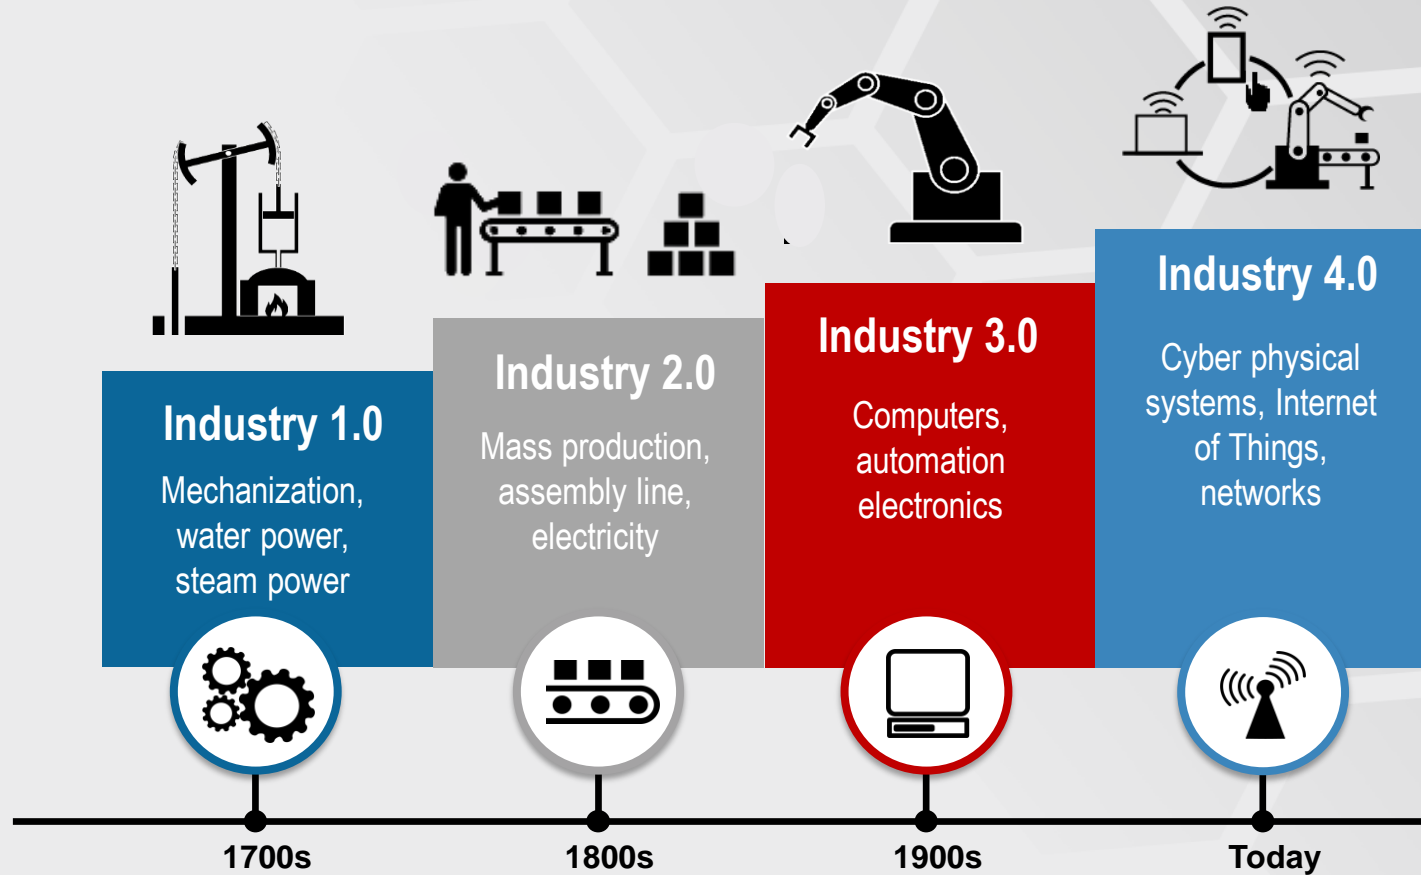 Industry 1.0
Mechanization,
water power,
steam power
Industry 2.0
Mass production,
assembly line,
electricity
Industry 3.0
Computers,
automation
electronics
Industry 4.0
Cyber physical
systems, Internet
of Things,
networks
1700s
1800s
1900s
Today